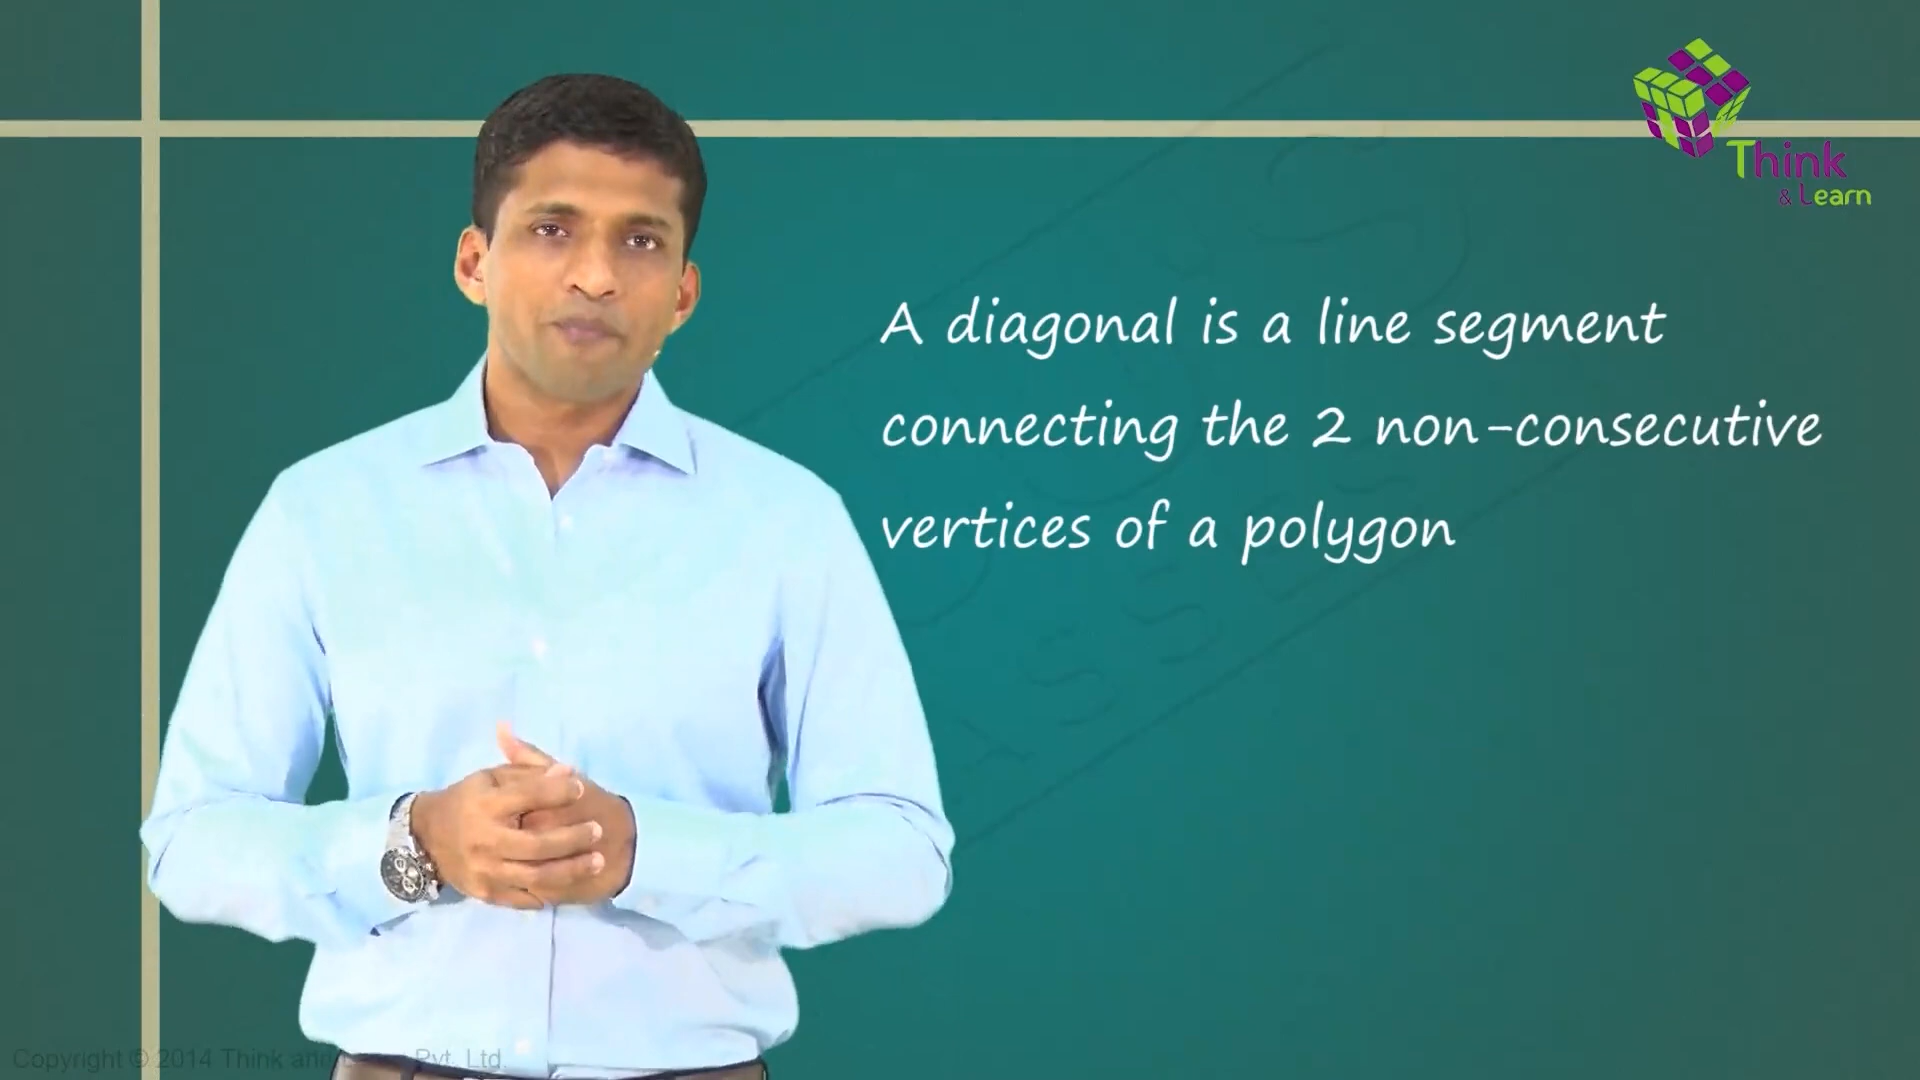 Think
& Learn
A diagonal is a line segment
connecting the 2 non-consecutive
vertices of a polygon
Copyright © 2014 Think and Learn Pvt. Ltd.